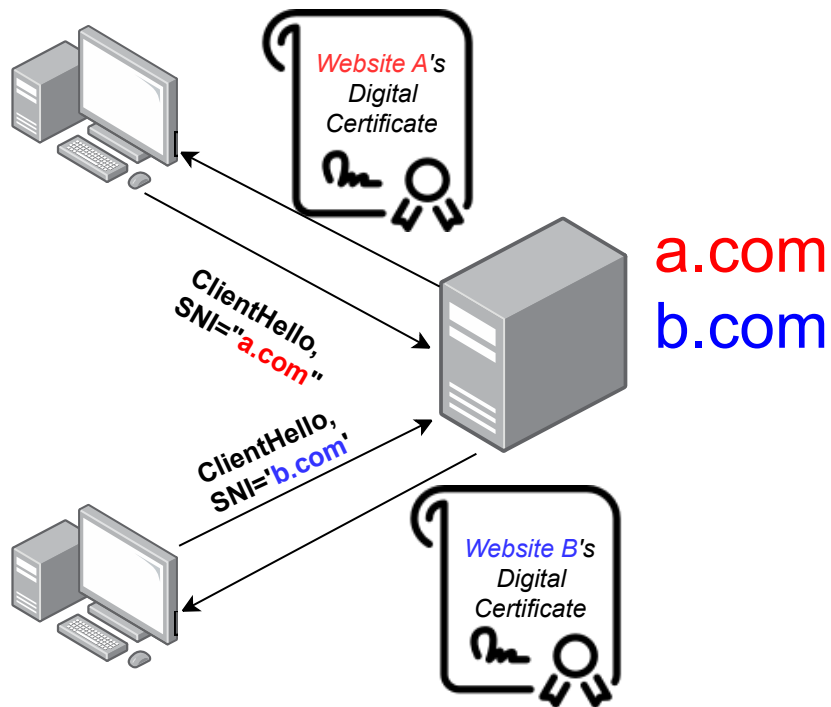 Website A's
Digital
Certificate
a.com
b.com
ClientHello,
SNI="a.com"
ClientHello,
SNI='b.com'
Website B's
Digital
Certificate